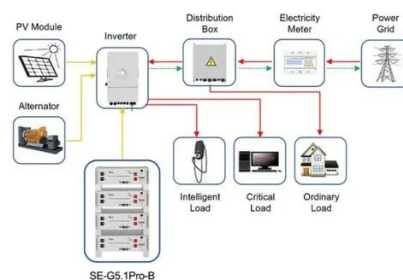 PV Module
Inverter
Distribution
Box
Electricity
Meter
Power
Grid
Alternator
Intelligent
Load
Critical
Load
Ordinary
Load
SE-G5.1Pro-B